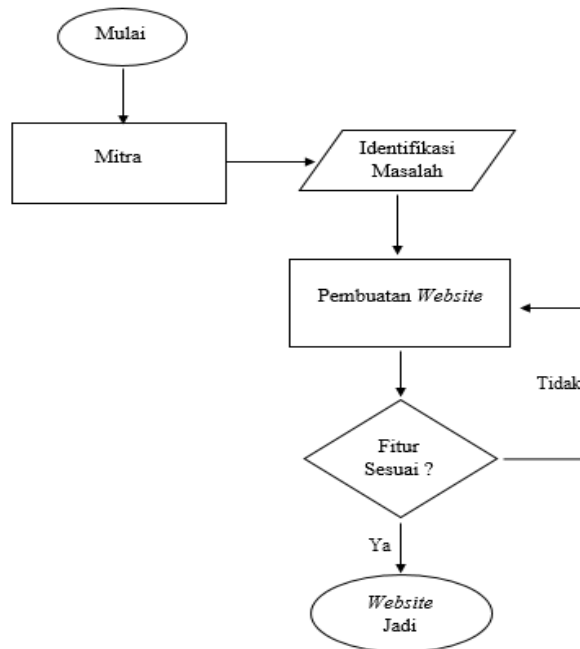 Mulai
Mitra
Identifikasi
Masalah
Pembuatan Website
Tidak
Fitur
Sesuai ?
Ya
Website
Jadi